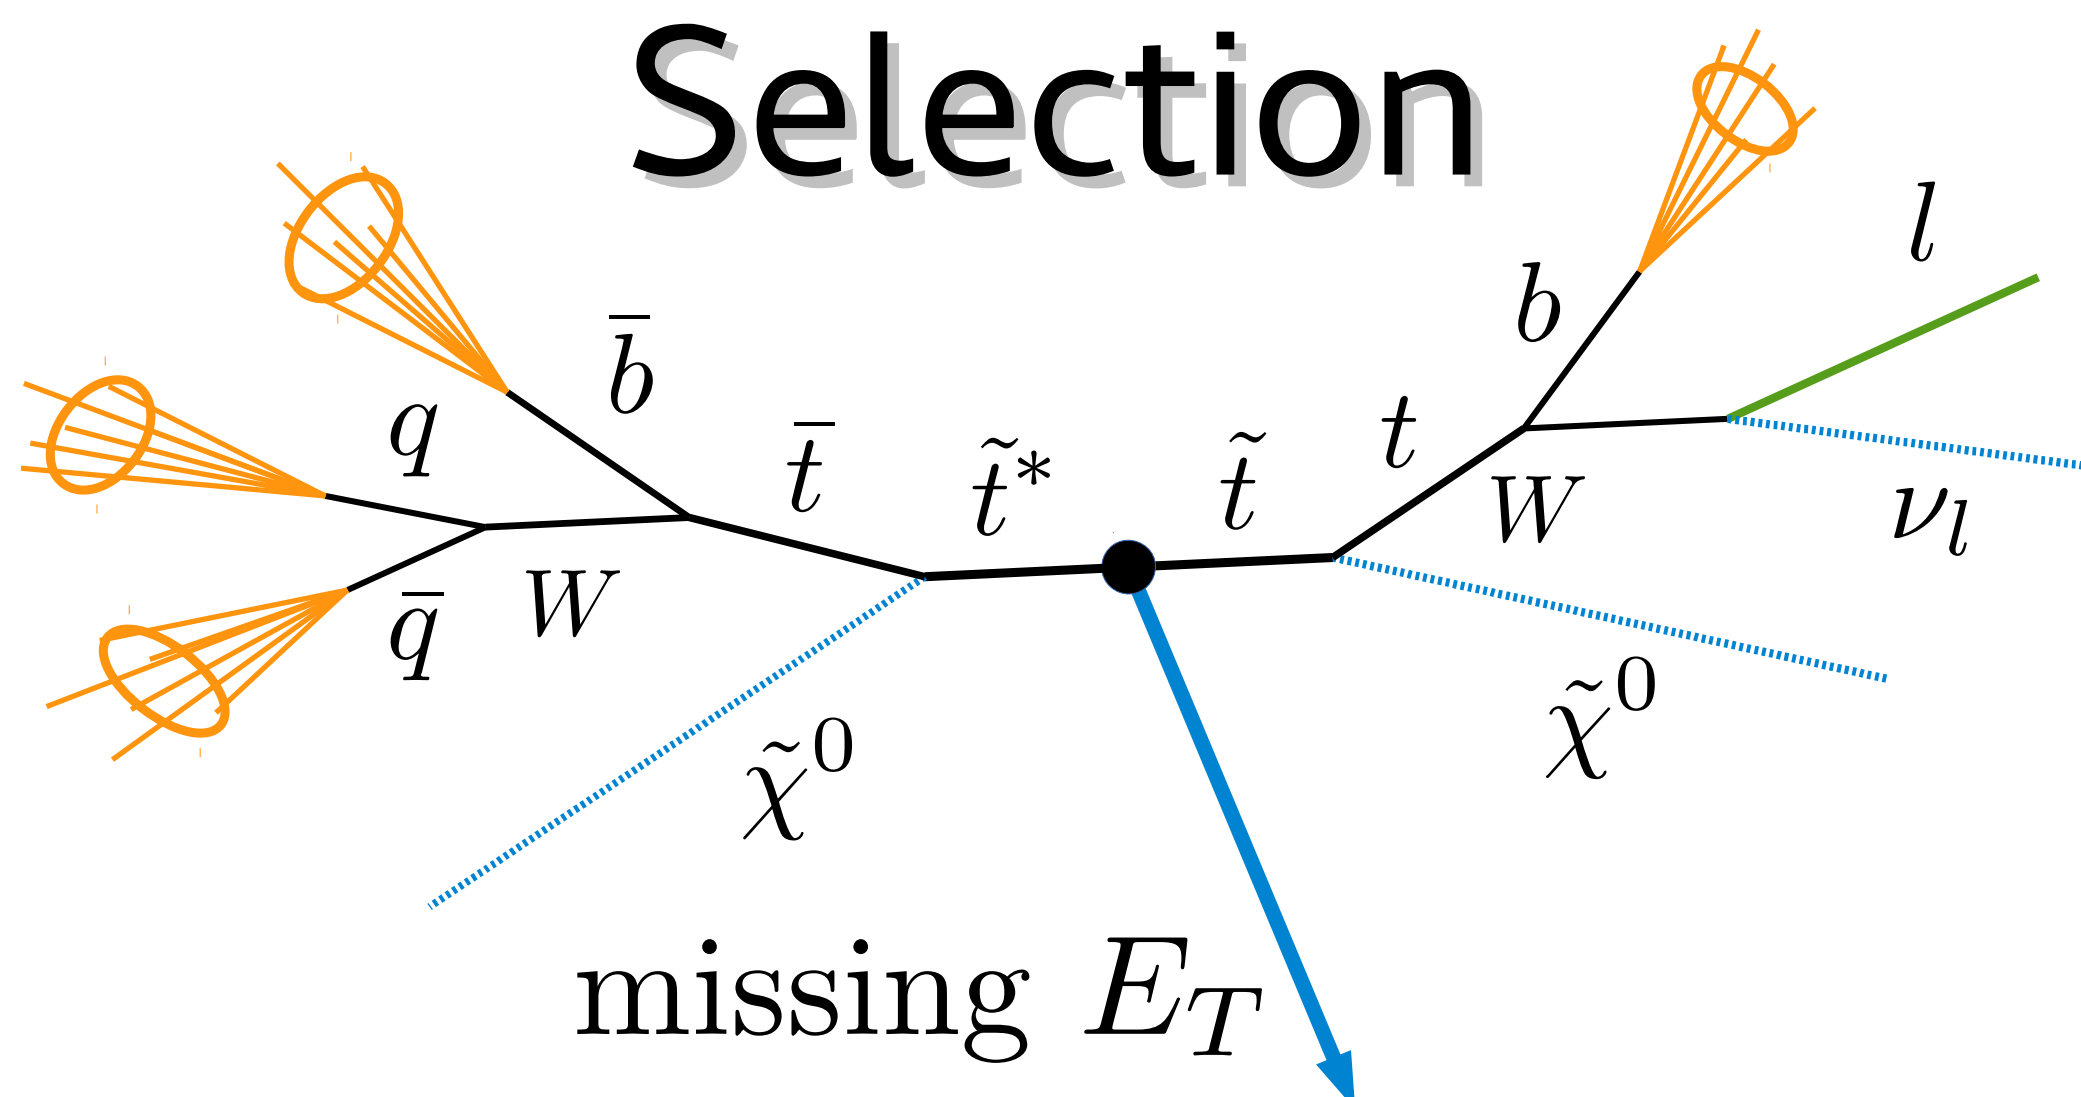 Selection
l
b
b̅
q
t
t̅
t̃*
t̃
W
ν_l
q̅
W
χ̃⁰
χ̃⁰
missing E_T